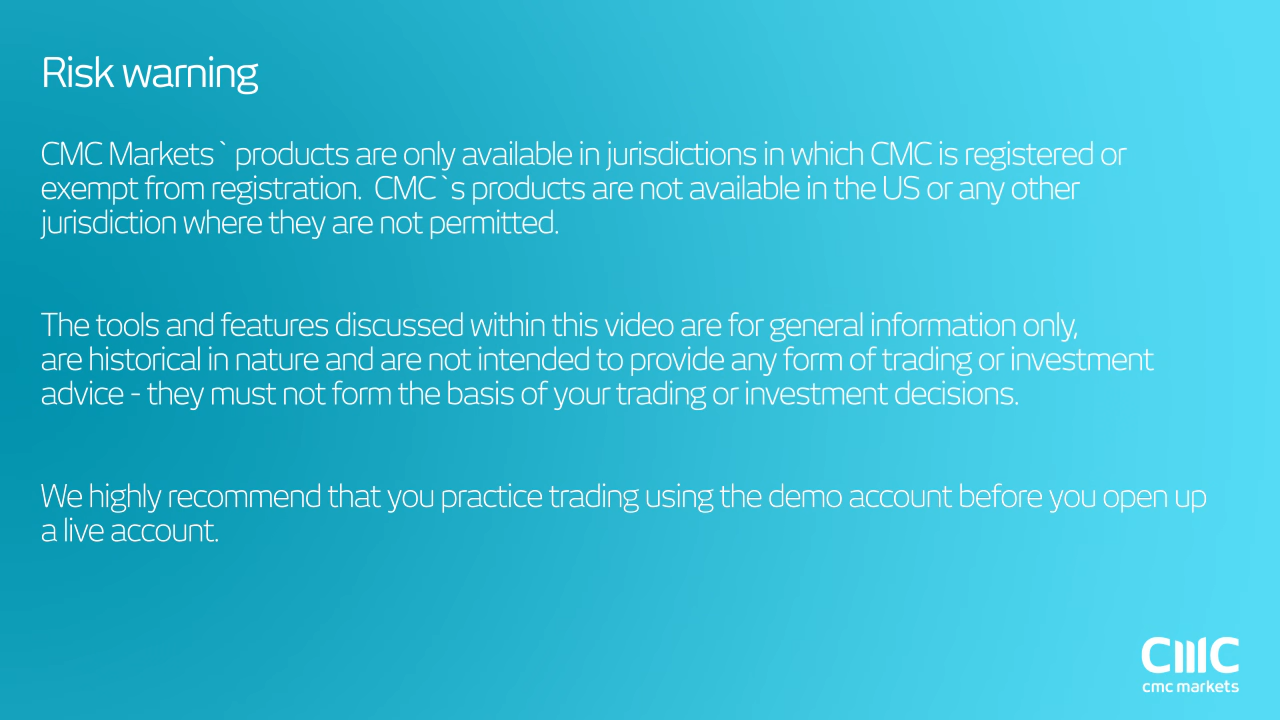 Risk warning
CMC Markets` products are only available in jurisdictions in which CMC is registered or
exempt from registration.  CMC`s products are not available in the US or any other
jurisdiction where they are not permitted.
The tools and features discussed within this video are for general information only,
are historical in nature and are not intended to provide any form of trading or investment
advice - they must not form the basis of your trading or investment decisions.
We highly recommend that you practice trading using the demo account before you open up
a live account.
CMC
cmc markets